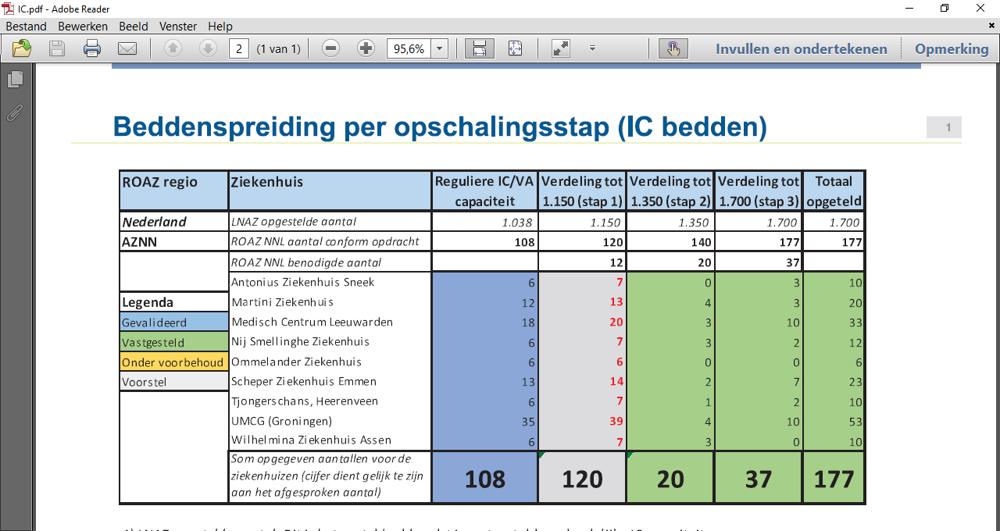 IC.pdf - Adobe Reader
Bestand Bewerken Beeld Venster Help
2 (1 van 1) 95,6% Invullen en ondertekenen Opmerking
Beddenspreiding per opschalingsstap (IC bedden)
1
ROAZ regio Ziekenhuis Reguliere IC/VA capaciteit Verdeling tot 1.150 (stap 1) Verdeling tot 1.350 (stap 2) Verdeling tot 1.700 (stap 3) Totaal opgeteld
Nederland LNAZ opgestelde aantal 1.038 1.150 1.350 1.700 1.700
AZNN ROAZ NNL aantal conform opdracht 108 120 140 177 177
ROAZ NNL benodigde aantal 12 20 37
Antonius Ziekenhuis Sneek 6 7 0 3 10
Legenda Martini Ziekenhuis 12 13 4 3 20
Gevalideerd Medisch Centrum Leeuwarden 18 20 3 10 33
Vastgesteld Nij Smellinghe Ziekenhuis 6 7 3 2 12
Onder voorbehoud Ommelander Ziekenhuis 6 6 0 0 6
Voorstel Scheper Ziekenhuis Emmen 13 14 2 7 23
Tjongerschans, Heerenveen 6 7 1 2 10
UMCG (Groningen) 35 39 4 10 53
Wilhelmina Ziekenhuis Assen 6 7 3 0 10
Som opgegeven aantallen voor de
ziekenhuizen (cijfer dient gelijk te zijn
aan het afgesproken aantal)
108 120 20 37 177